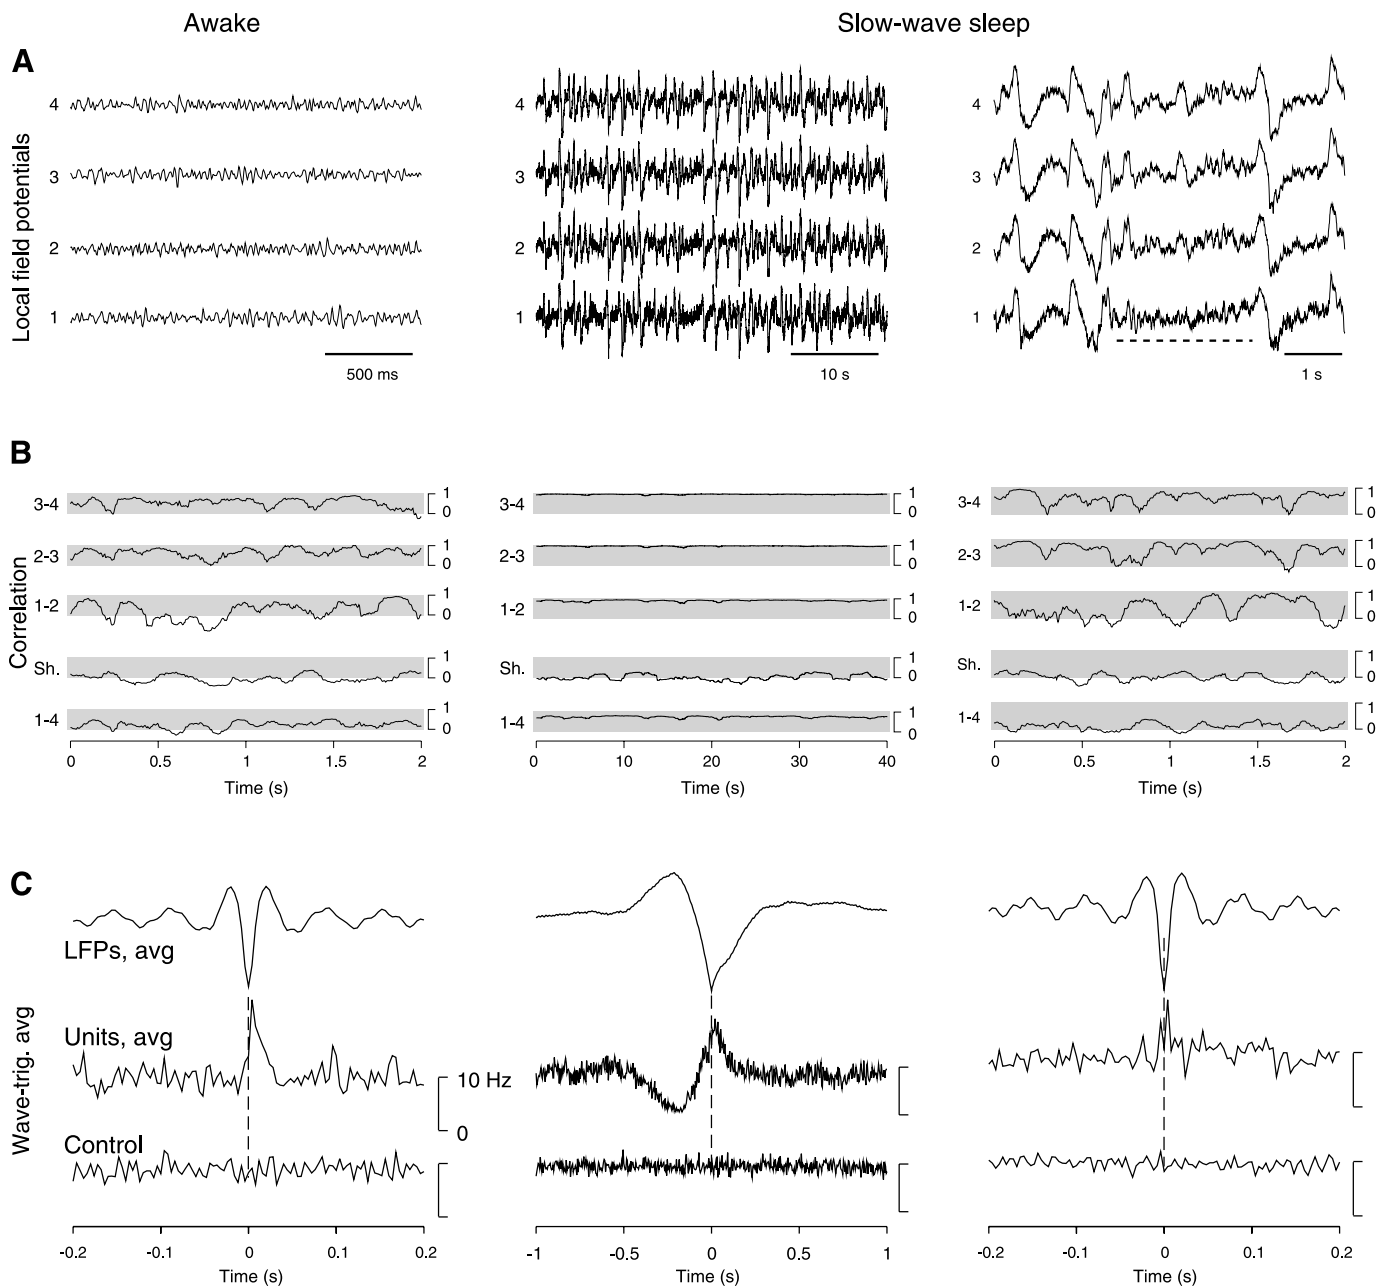 Awake
Slow-wave sleep
A
Local field potentials
4
3
2
1
500 ms
4
3
2
1
10 s
4
3
2
1
1 s
B
Correlation
3-4
1
0
2-3
1
0
1-2
1
0
Sh.
1
0
1-4
1
0
0 0.5 1 1.5 2
Time (s)
3-4
1
0
2-3
1
0
1-2
1
0
Sh.
1
0
1-4
1
0
0 10 20 30 40
Time (s)
3-4
1
0
2-3
1
0
1-2
1
0
Sh.
1
0
1-4
1
0
0 0.5 1 1.5 2
Time (s)
C
Wave-trig. avg
LFPs, avg
Units, avg
10 Hz
0
Control
-0.2 -0.1 0 0.1 0.2
Time (s)
-1 -0.5 0 0.5 1
Time (s)
-0.2 -0.1 0 0.1 0.2
Time (s)